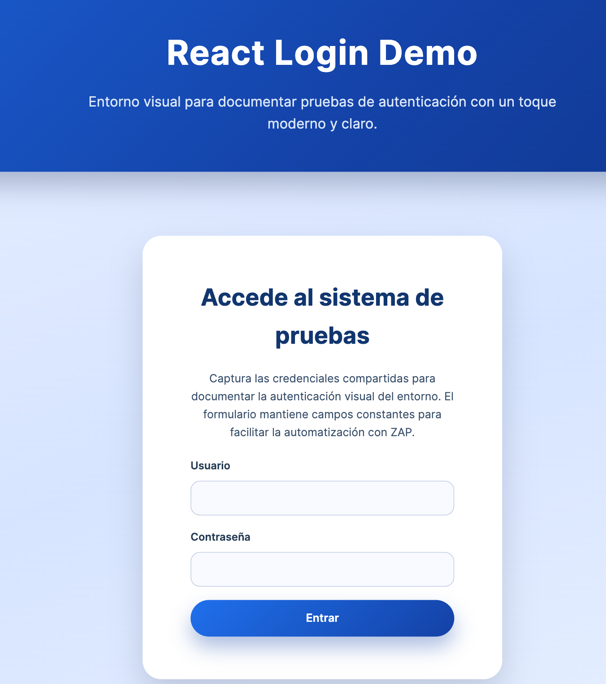 React Login Demo
Entorno visual para documentar pruebas de autenticación con un toque
moderno y claro.
Accede al sistema de
pruebas
Captura las credenciales compartidas para
documentar la autenticación visual del entorno. El
formulario mantiene campos constantes para
facilitar la automatización con ZAP.
Usuario
Contraseña
Entrar